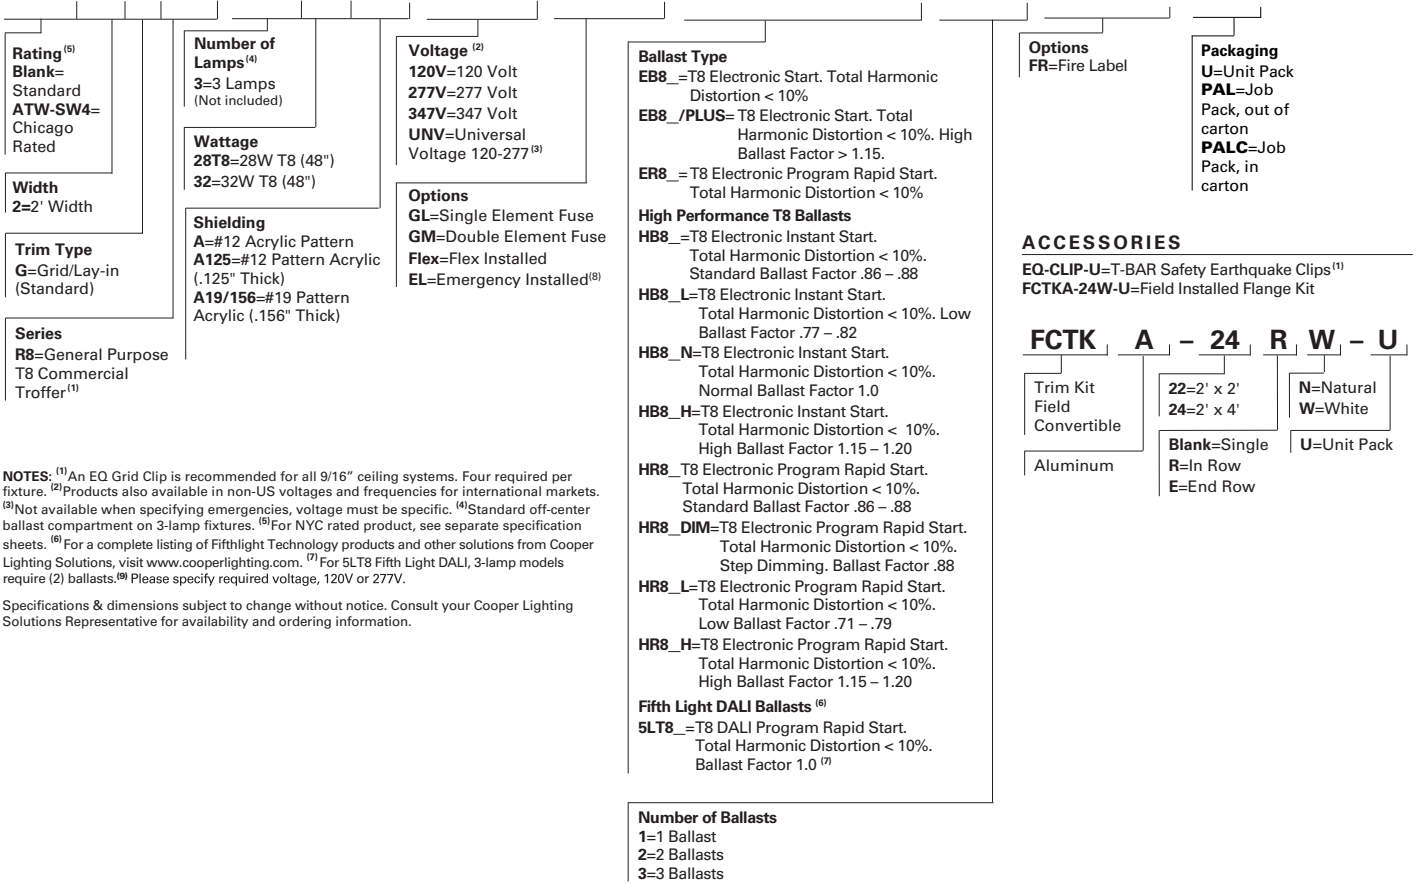 Rating (5)
Blank=
Standard
ATW-SW4=
Chicago
Rated
Width
2=2' Width
Trim Type
G=Grid/Lay-in
(Standard)
Series
R8=General Purpose
T8 Commercial
Troffer(1)
Number of
Lamps(4)
3=3 Lamps
(Not included)
Wattage
28T8=28W T8 (48")
32=32W T8 (48")
Shielding
A=#12 Acrylic Pattern
A125=#12 Pattern Acrylic
(.125" Thick)
A19/156=#19 Pattern
Acrylic (.156" Thick)
Voltage (2)
120V=120 Volt
277V=277 Volt
347V=347 Volt
UNV=Universal
Voltage 120-277(3)
Options
GL=Single Element Fuse
GM=Double Element Fuse
Flex=Flex Installed
EL=Emergency Installed(8)
Ballast Type
EB8_=T8 Electronic Start. Total Harmonic
Distortion < 10%
EB8_/PLUS= T8 Electronic Start. Total
Harmonic Distortion < 10%. High
Ballast Factor > 1.15.
ER8_= T8 Electronic Program Rapid Start.
Total Harmonic Distortion < 10%
High Performance T8 Ballasts
HB8_=T8 Electronic Instant Start.
Total Harmonic Distortion < 10%.
Standard Ballast Factor .86 – .88
HB8_L=T8 Electronic Instant Start.
Total Harmonic Distortion < 10%. Low
Ballast Factor .77 – .82
HB8_N=T8 Electronic Instant Start.
Total Harmonic Distortion < 10%.
Normal Ballast Factor 1.0
HB8_H=T8 Electronic Instant Start.
Total Harmonic Distortion < 10%.
High Ballast Factor 1.15 – 1.20
HR8_T8 Electronic Program Rapid Start.
Total Harmonic Distortion < 10%.
Standard Ballast Factor .86 – .88
HR8_DIM=T8 Electronic Program Rapid Start.
Total Harmonic Distortion < 10%.
Step Dimming. Ballast Factor .88
HR8_L=T8 Electronic Program Rapid Start.
Total Harmonic Distortion < 10%.
Low Ballast Factor .71 – .79
HR8_H=T8 Electronic Program Rapid Start.
Total Harmonic Distortion < 10%.
High Ballast Factor 1.15 – 1.20
Fifth Light DALI Ballasts (6)
5LT8_=T8 DALI Program Rapid Start.
Total Harmonic Distortion < 10%.
Ballast Factor 1.0 (7)
Number of Ballasts
1=1 Ballast
2=2 Ballasts
3=3 Ballasts
Options
FR=Fire Label
Packaging
U=Unit Pack
PAL=Job
Pack, out of
carton
PALC=Job
Pack, in
carton
ACCESSORIES
EQ-CLIP-U=T-BAR Safety Earthquake Clips(1)
FCTKA-24W-U=Field Installed Flange Kit
FCTK A – 24 R W – U
Trim Kit
Field
Convertible
Aluminum
22=2' x 2'
24=2' x 4'
Blank=Single
R=In Row
E=End Row
N=Natural
W=White
U=Unit Pack
NOTES: (1)An EQ Grid Clip is recommended for all 9/16” ceiling systems. Four required per
fixture. (2)Products also available in non-US voltages and frequencies for international markets.
(3)Not available when specifying emergencies, voltage must be specific. (4)Standard off-center
ballast compartment on 3-lamp fixtures. (5)For NYC rated product, see separate specification
sheets. (6)For a complete listing of Fifthlight Technology products and other solutions from Cooper
Lighting Solutions, visit www.cooperlighting.com. (7)For 5LT8 Fifth Light DALI, 3-lamp models
require (2) ballasts.(9) Please specify required voltage, 120V or 277V.
Specifications & dimensions subject to change without notice. Consult your Cooper Lighting
Solutions Representative for availability and ordering information.